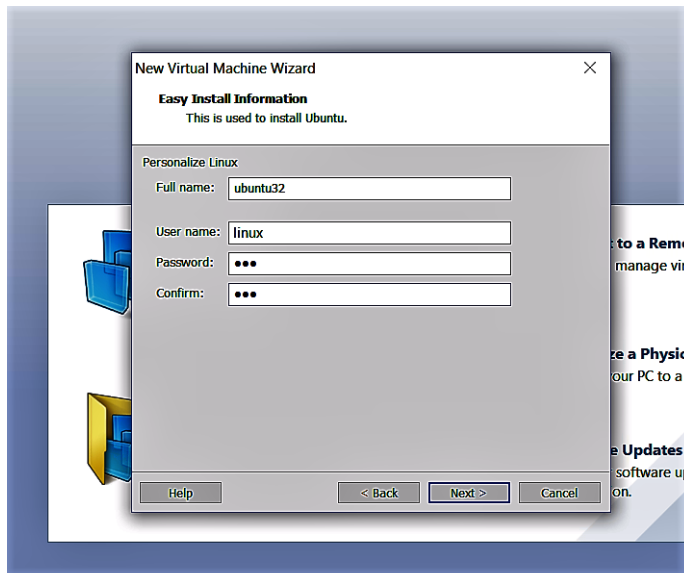 New Virtual Machine Wizard
Easy Install Information
This is used to install Ubuntu.
Personalize Linux
Full name: ubuntu32
User name: linux
Password: ●●●
Confirm: ●●●
Help < Back Next > Cancel
to a Rem
manage vi
ze a Physic
our PC to a
e Updates
software u
on.